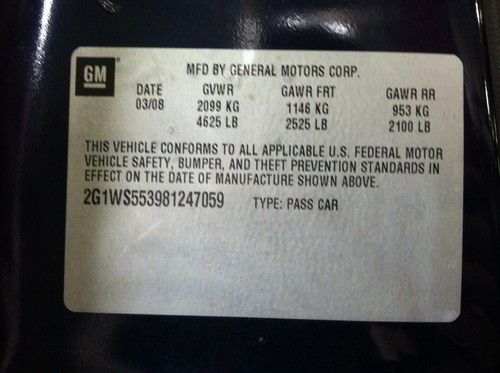 GM
MFD BY GENERAL MOTORS CORP.
DATE GVWR GAWR FRT GAWR RR
03/08 2099 KG 1146 KG 953 KG
4625 LB 2525 LB 2100 LB
THIS VEHICLE CONFORMS TO ALL APPLICABLE U.S. FEDERAL MOTOR
VEHICLE SAFETY, BUMPER, AND THEFT PREVENTION STANDARDS IN
EFFECT ON THE DATE OF MANUFACTURE SHOWN ABOVE.
2G1WS553981247059 TYPE: PASS CAR